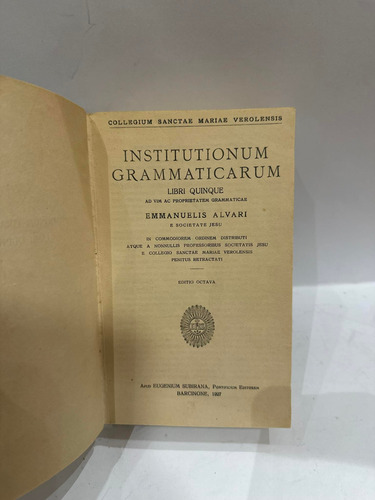 COLLEGIUM SANCTAE MARIAE VEROLENSIS
INSTITUTIONUM
GRAMMATICARUM
LIBRI QUINQUE
AD VIM AC PROPRIETATEM GRAMMATICAE
EMMANUELIS ALVARI
E SOCIETATE JESU
IN COMMODIOREM ORDINEM DISTRIBUTI
ATQUE A NONNULLIS PROFESSORIBUS SOCIETATIS JESU
E COLLEGIO SANCTAE MARIAE VEROLENSIS
PENITUS RETRACTATI
EDITIO OCTAVA
Apud EUGENIUM SUBIRANA, Pontificium Editorem
BARCINONE,